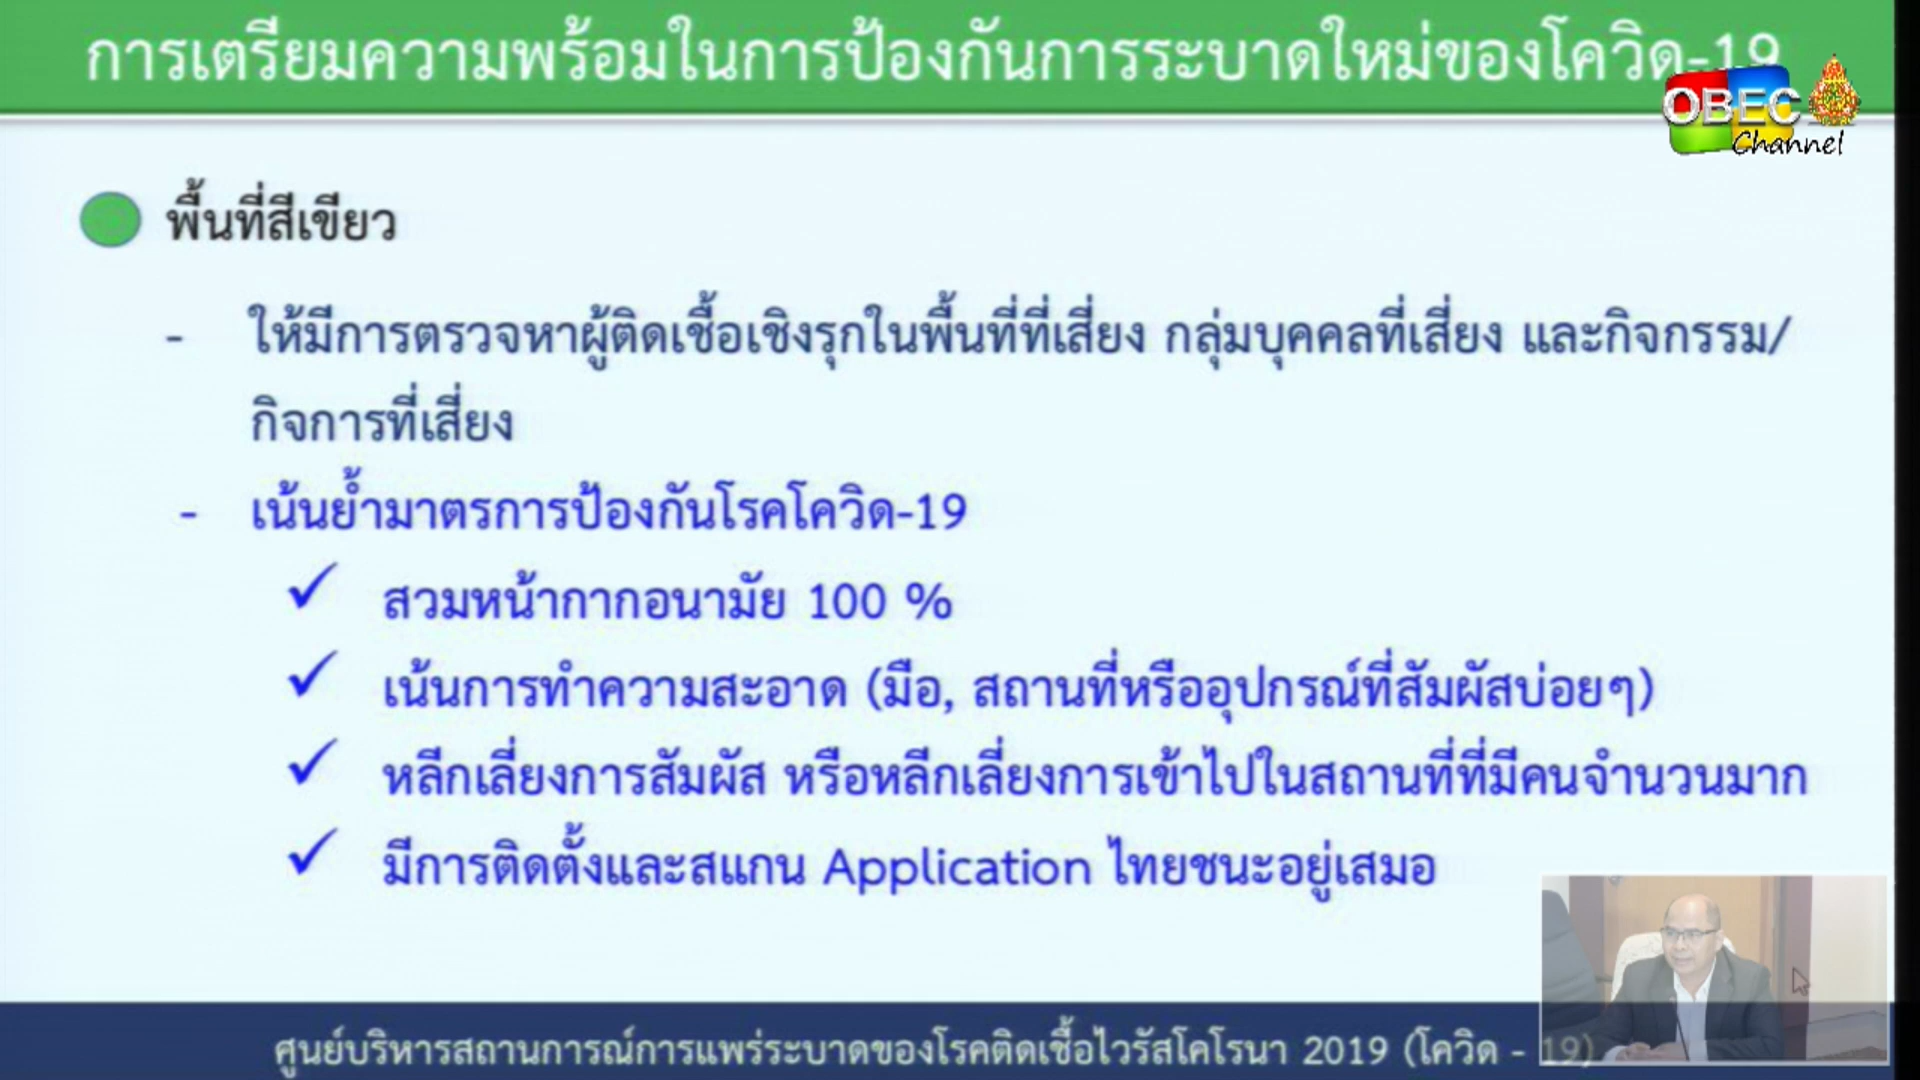 การเตรียมความพร้อมในการป้องกันการระบาดใหม่ของโควิด-19
OBEC
Channel
พื้นที่สีเขียว
- ให้มีการตรวจหาผู้ติดเชื้อเชิงรุกในพื้นที่ที่เสี่ยง กลุ่มบุคคลที่เสี่ยง และกิจกรรม/
กิจการที่เสี่ยง
- เน้นย้ำมาตรการป้องกันโรคโควิด-19
✓ สวมหน้ากากอนามัย 100 %
✓ เน้นการทำความสะอาด (มือ, สถานที่หรืออุปกรณ์ที่สัมผัสบ่อยๆ)
✓ หลีกเลี่ยงการสัมผัส หรือหลีกเลี่ยงการเข้าไปในสถานที่ที่มีคนจำนวนมาก
✓ มีการติดตั้งและสแกน Application ไทยชนะอยู่เสมอ
ศูนย์บริหารสถานการณ์การแพร่ระบาดของโรคติดเชื้อไวรัสโคโรนา 2019 (โควิด - 19)